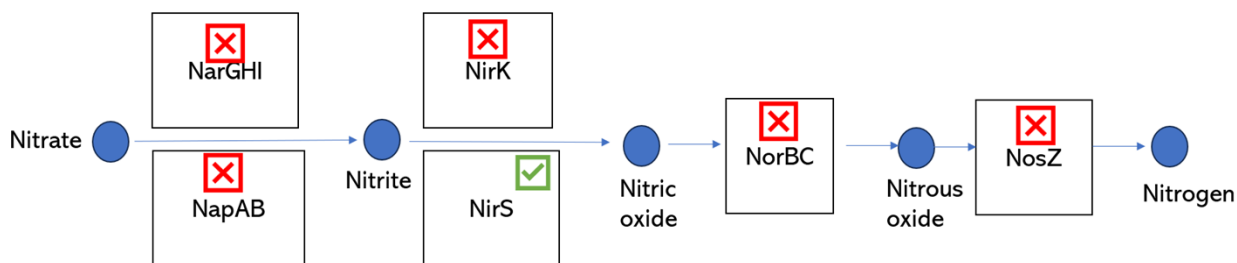 NarGHI
NirK
Nitrate
NorBC
NosZ
Nitrite
Nitric
oxide
Nitrous
oxide
Nitrogen
NapAB
NirS